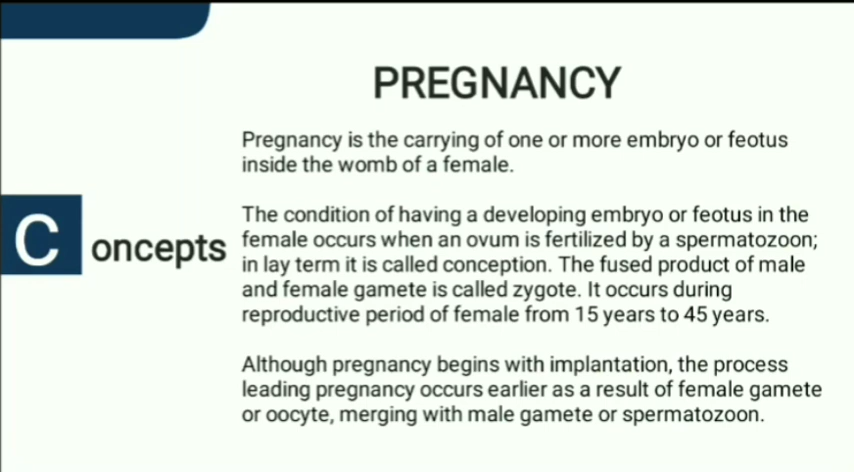 PREGNANCY
Pregnancy is the carrying of one or more embryo or feotus
inside the womb of a female.
Concepts
The condition of having a developing embryo or feotus in the
female occurs when an ovum is fertilized by a spermatozoon;
in lay term it is called conception. The fused product of male
and female gamete is called zygote. It occurs during
reproductive period of female from 15 years to 45 years.
Although pregnancy begins with implantation, the process
leading pregnancy occurs earlier as a result of female gamete
or oocyte, merging with male gamete or spermatozoon.